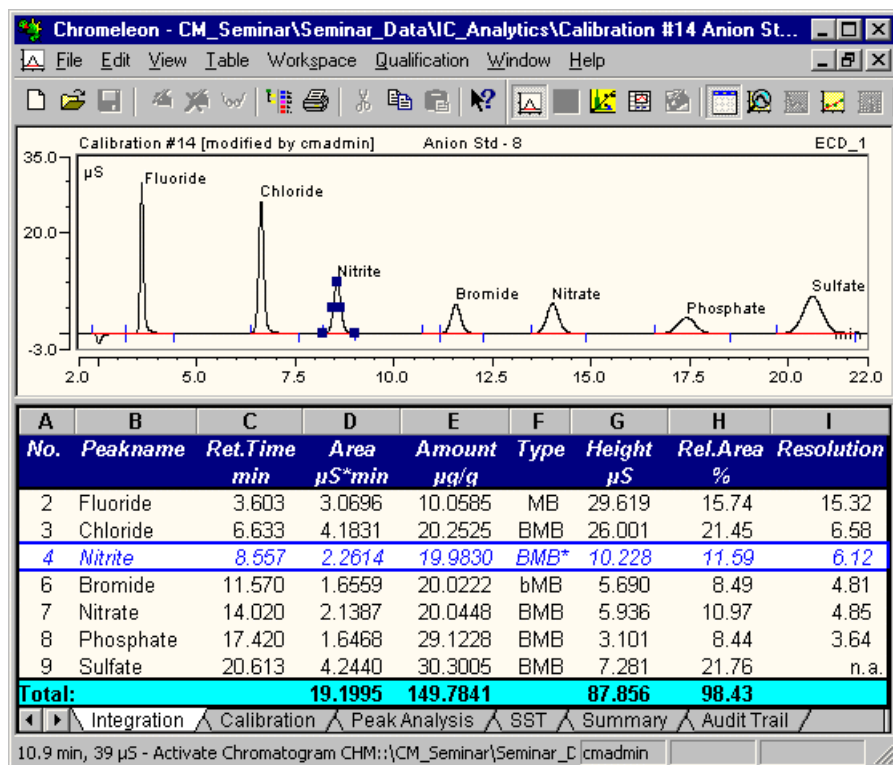 Chromeleon - CM_Seminar\Seminar_Data\IC_Analytics\Calibration #14 Anion St...
File Edit View Table Workspace Qualification Window Help
Calibration #14 [modified by cmadmin] Anion Std - 8 ECD_1
35.0
µS
Fluoride
Chloride
20.0
Nitrite
Sulfate
Bromide
Nitrate
Phosphate
-3.0
2.0 5.0 7.5 10.0 12.5 15.0 17.5 20.0 22.0
A B C D E F G H I
No. Peakname Ret.Time Area Amount Type Height Rel.Area Resolution
min µS*min µg/g µS %
2 Fluoride 3.603 3.0696 10.0585 MB 29.619 15.74 15.32
3 Chloride 6.633 4.1831 20.2525 BMB 26.001 21.45 6.58
4 Nitrite 8.557 2.2614 19.9830 BMB* 10.228 11.59 6.12
6 Bromide 11.570 1.6559 20.0222 bMB 5.690 8.49 4.81
7 Nitrate 14.020 2.1387 20.0448 BMB 5.936 10.97 4.85
8 Phosphate 17.420 1.6468 29.1228 BMB 3.101 8.44 3.64
9 Sulfate 20.613 4.2440 30.3005 BMB 7.281 21.76 n.a.
Total: 19.1995 149.7841 87.856 98.43
Integration Calibration Peak Analysis SST Summary Audit Trail
10.9 min, 39 µS - Activate Chromatogram CHM::\CM_Seminar\Seminar_D cmadmin